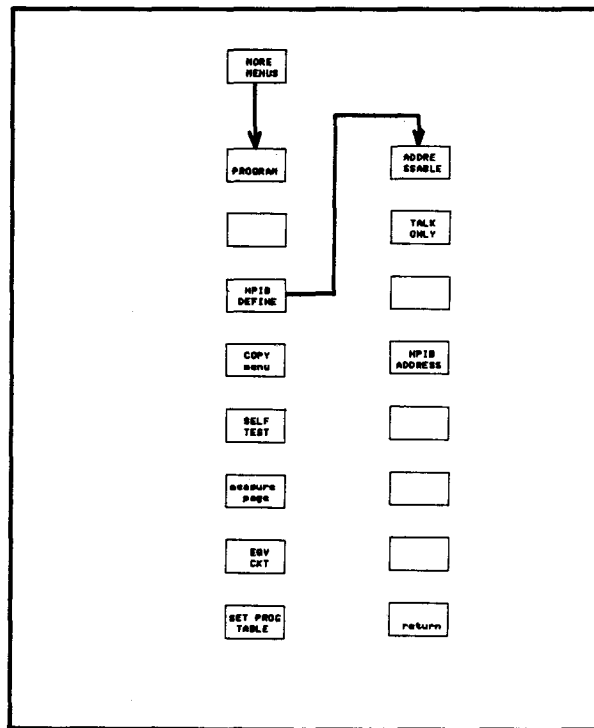 MORE
MENUS
PROGRAM
HPIB
DEFINE
COPY
menu
SELF
TEST
measure
page
EQV
CKT
SET PROG
TABLE
ADDRE
SSABLE
TALK
ONLY
HPIB
ADDRESS
return